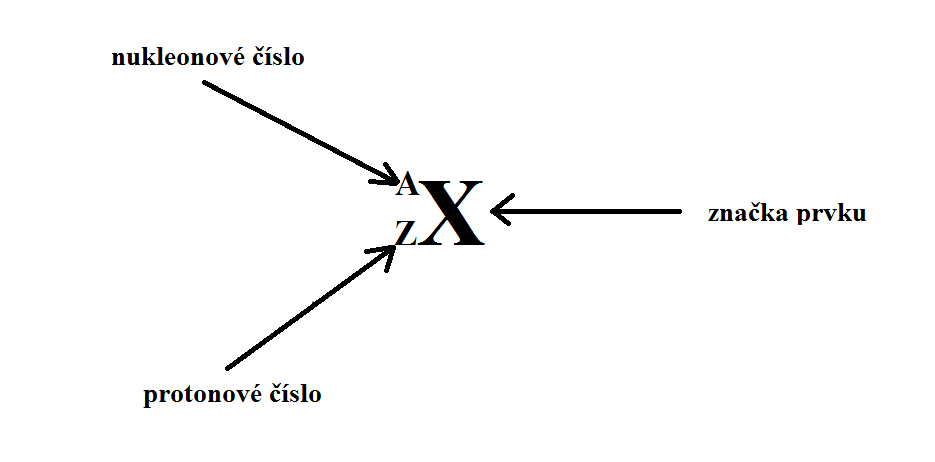 nukleonové číslo
A
Z
X
značka prvku
protonové číslo